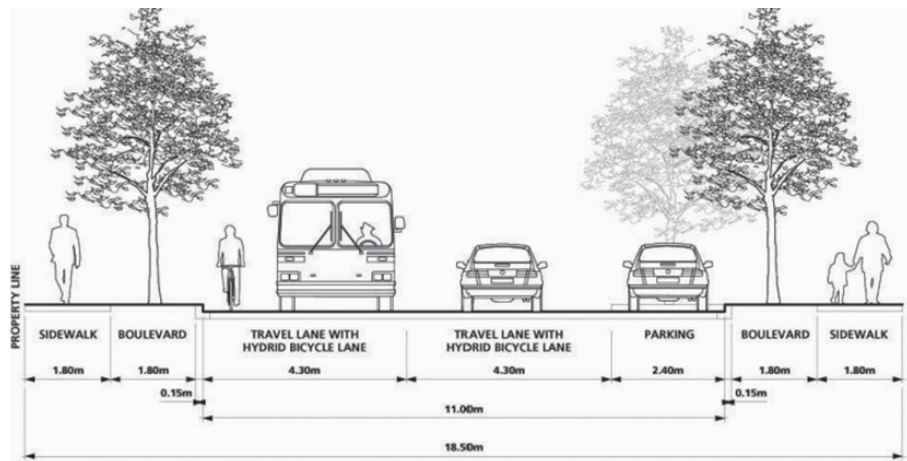 PROPERTY LINE
SIDEWALK
BOULEVARD
TRAVEL LANE WITH
HYDRID BICYCLE LANE
TRAVEL LANE WITH
HYDRID BICYCLE LANE
PARKING
BOULEVARD
SIDEWALK
1.80m
1.80m
4.30m
4.30m
2.40m
1.80m
1.80m
0.15m
0.15m
11.00m
18.50m